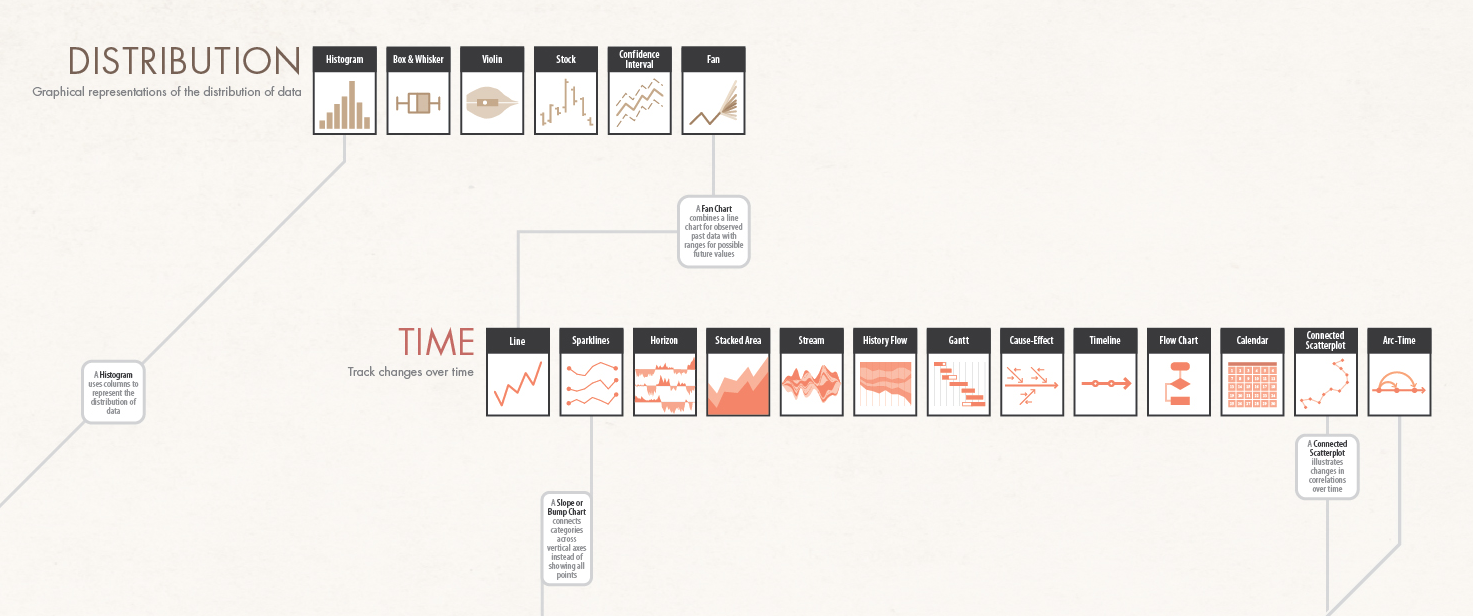 DISTRIBUTION
Graphical representations of the distribution of data
Histogram
Box & Whisker
Violin
Stock
Confidence
Interval
Fan
A Fan Chart
combines a line
chart for observed
past data with
ranges for possible
future values
TIME
Track changes over time
Line
Sparklines
Horizon
Stacked Area
Stream
History Flow
Gantt
Cause-Effect
Timeline
Flow Chart
Calendar
Connected
Scatterplot
Arc-Time
A Histogram
uses columns to
represent the
distribution of
data
A Connected
Scatterplot
illustrates
changes in
correlations
over time
A Slope or
Bump Chart
connects
categories
across
vertical axes
instead of
showing all
points